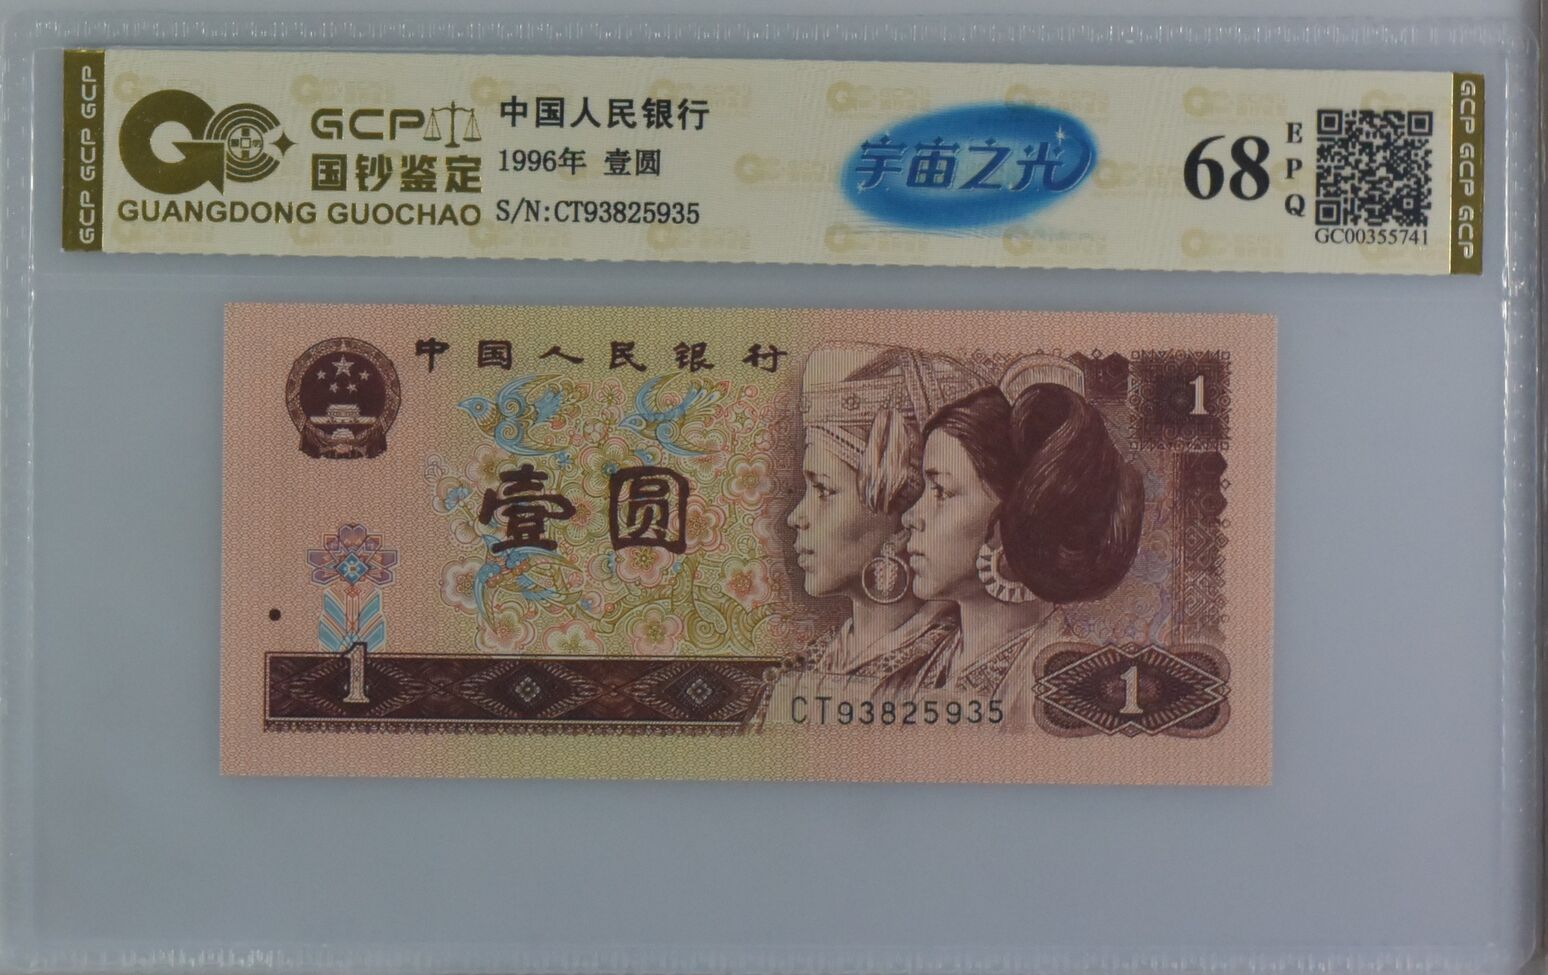 GCP GCP GCP
GCP
国钞鉴定
GUANGDONG GUOCHAO
中国人民银行
1996年 壹圆
S/N:CT93825935
宇宙之光
68
EPQ
GC00355741
GCP GCP GCP
中国人民银行
1
壹圆
1
CT93825935
1